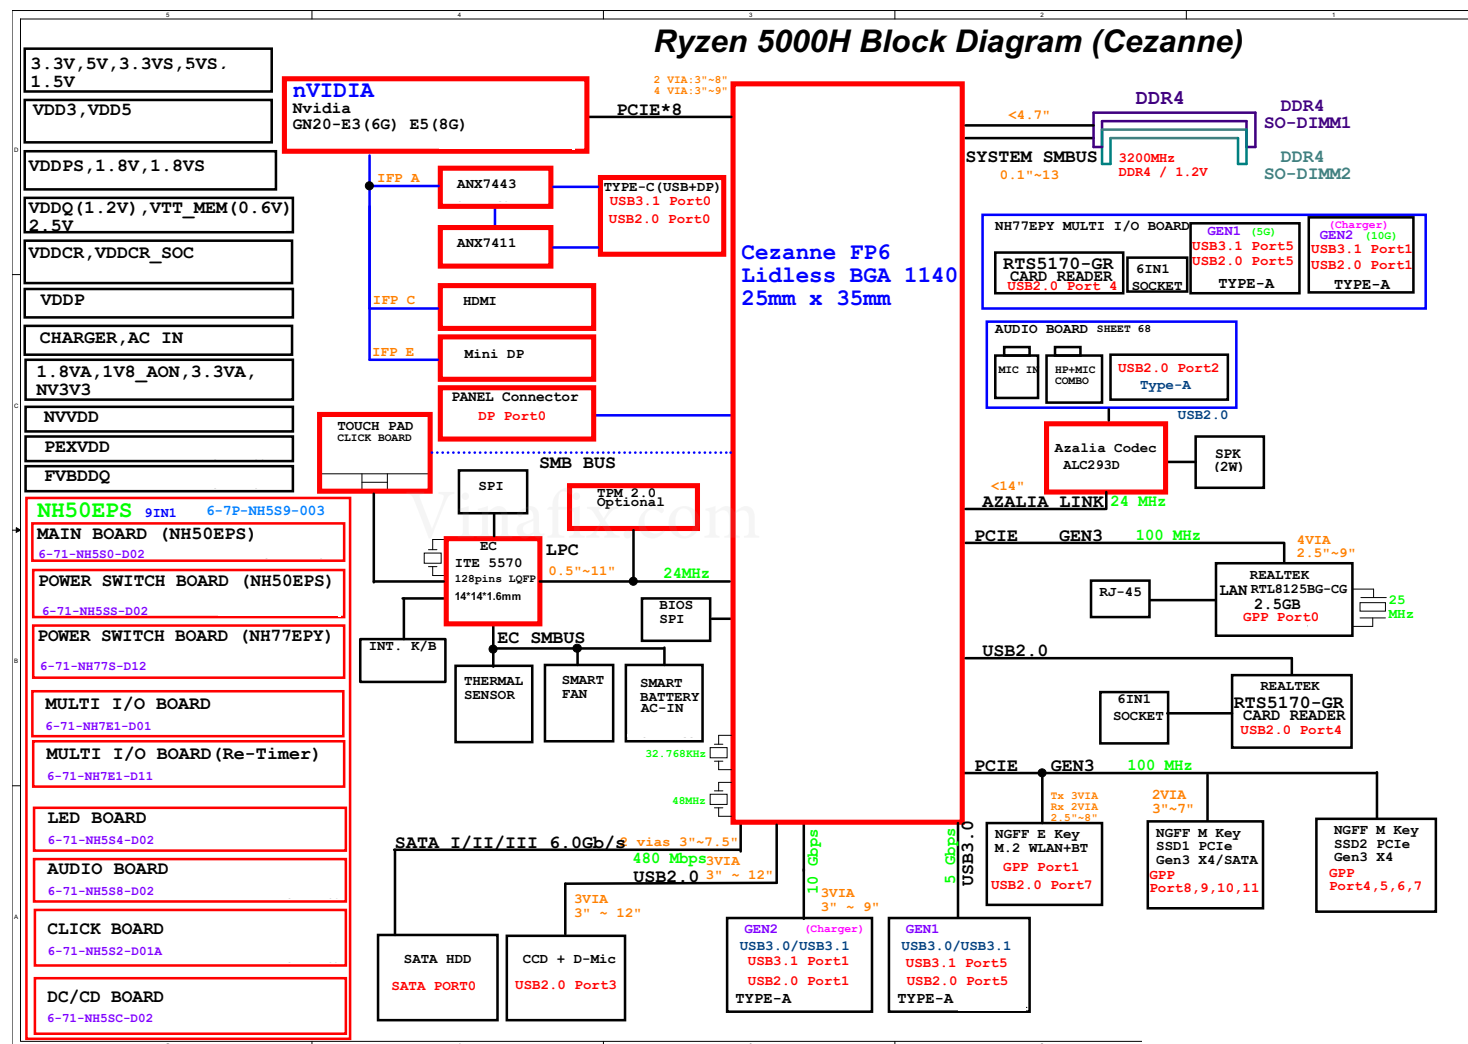 Ryzen 5000H Block Diagram (Cezanne)
3.3V,5V,3.3VS,5VS.
1.5V
VDD3,VDD5
VDDPS,1.8V,1.8VS
VDDQ(1.2V),VTT_MEM(0.6V)
2.5V
VDDCR,VDDCR_SOC
VDDP
CHARGER,AC IN
1.8VA,1V8_AON,3.3VA,
NV3V3
NVVDD
PEXVDD
FVBDDQ
NH50EPS 9IN1 6-7P-NH5S9-003
MAIN BOARD (NH50EPS)
6-71-NH5S0-D02
POWER SWITCH BOARD (NH50EPS)
6-71-NH5SS-D02
POWER SWITCH BOARD (NH77EPY)
6-71-NH77S-D12
MULTI I/O BOARD
6-71-NH7E1-D01
MULTI I/O BOARD(Re-Timer)
6-71-NH7E1-D11
LED BOARD
6-71-NH5S4-D02
AUDIO BOARD
6-71-NH5S8-D02
CLICK BOARD
6-71-NH5S2-D01A
DC/CD BOARD
6-71-NH5SC-D02
nVIDIA
Nvidia
GN20-E3(6G) E5(8G)
2 VIA:3"~8"
4 VIA:3"~9"
PCIE*8
IFP A
ANX7443
ANX7411
TYPE-C(USB+DP)
USB3.1 Port0
USB2.0 Port0
IFP C
HDMI
IFP E
Mini DP
PANEL Connector
DP Port0
TOUCH PAD
CLICK BOARD
SMB BUS
SPI
TPM 2.0
Optional
Vinafix.com
EC
ITE 5570
128pins LQFP
14*14*1.6mm
LPC
0.5"~11"
24MHz
BIOS
SPI
INT. K/B
EC SMBUS
THERMAL
SENSOR
SMART
FAN
SMART
BATTERY
AC-IN
32.768KHz
48MHz
Cezanne FP6
Lidless BGA 1140
25mm x 35mm
<4.7"
DDR4
DDR4
SO-DIMM1
SYSTEM SMBUS
0.1"~13
3200MHz
DDR4 / 1.2V
DDR4
SO-DIMM2
NH77EPY MULTI I/O BOARD
RTS5170-GR
CARD READER
USB2.0 Port 4
6IN1
SOCKET
GEN1 (5G)
USB3.1 Port5
USB2.0 Port5
TYPE-A
(Charger)
GEN2 (10G)
USB3.1 Port1
USB2.0 Port1
TYPE-A
AUDIO BOARD SHEET 68
MIC IN
HP+MIC
COMBO
USB2.0 Port2
Type-A
USB2.0
Azalia Codec
ALC293D
SPK
(2W)
<14"
AZALIA LINK 24 MHz
PCIE GEN3 100 MHz
4VIA
2.5"~9"
RJ-45
REALTEK
LAN RTL8125BG-CG
2.5GB
GPP Port0
25
MHz
USB2.0
6IN1
SOCKET
REALTEK
RTS5170-GR
CARD READER
USB2.0 Port4
PCIE GEN3 100 MHz
Tx 3VIA
Rx 2VIA
2.5"~8"
2VIA
3"~7"
NGFF E Key
M.2 WLAN+BT
GPP Port1
USB2.0 Port7
NGFF M Key
SSD1 PCIe
Gen3 X4/SATA
GPP
Port8,9,10,11
NGFF M Key
SSD2 PCIe
Gen3 X4
GPP
Port4,5,6,7
SATA I/II/III 6.0Gb/s vias 3"~7.5"
480 Mbps
USB2.0
3VIA
3" ~ 12"
3VIA
3" ~ 12"
10 Gbps
3VIA
3" ~ 9"
5 Gbps
USB3.0
SATA HDD
SATA PORT0
CCD + D-Mic
USB2.0 Port3
GEN2 (Charger)
USB3.0/USB3.1
USB3.1 Port1
USB2.0 Port1
TYPE-A
GEN1
USB3.0/USB3.1
USB3.1 Port5
USB2.0 Port5
TYPE-A